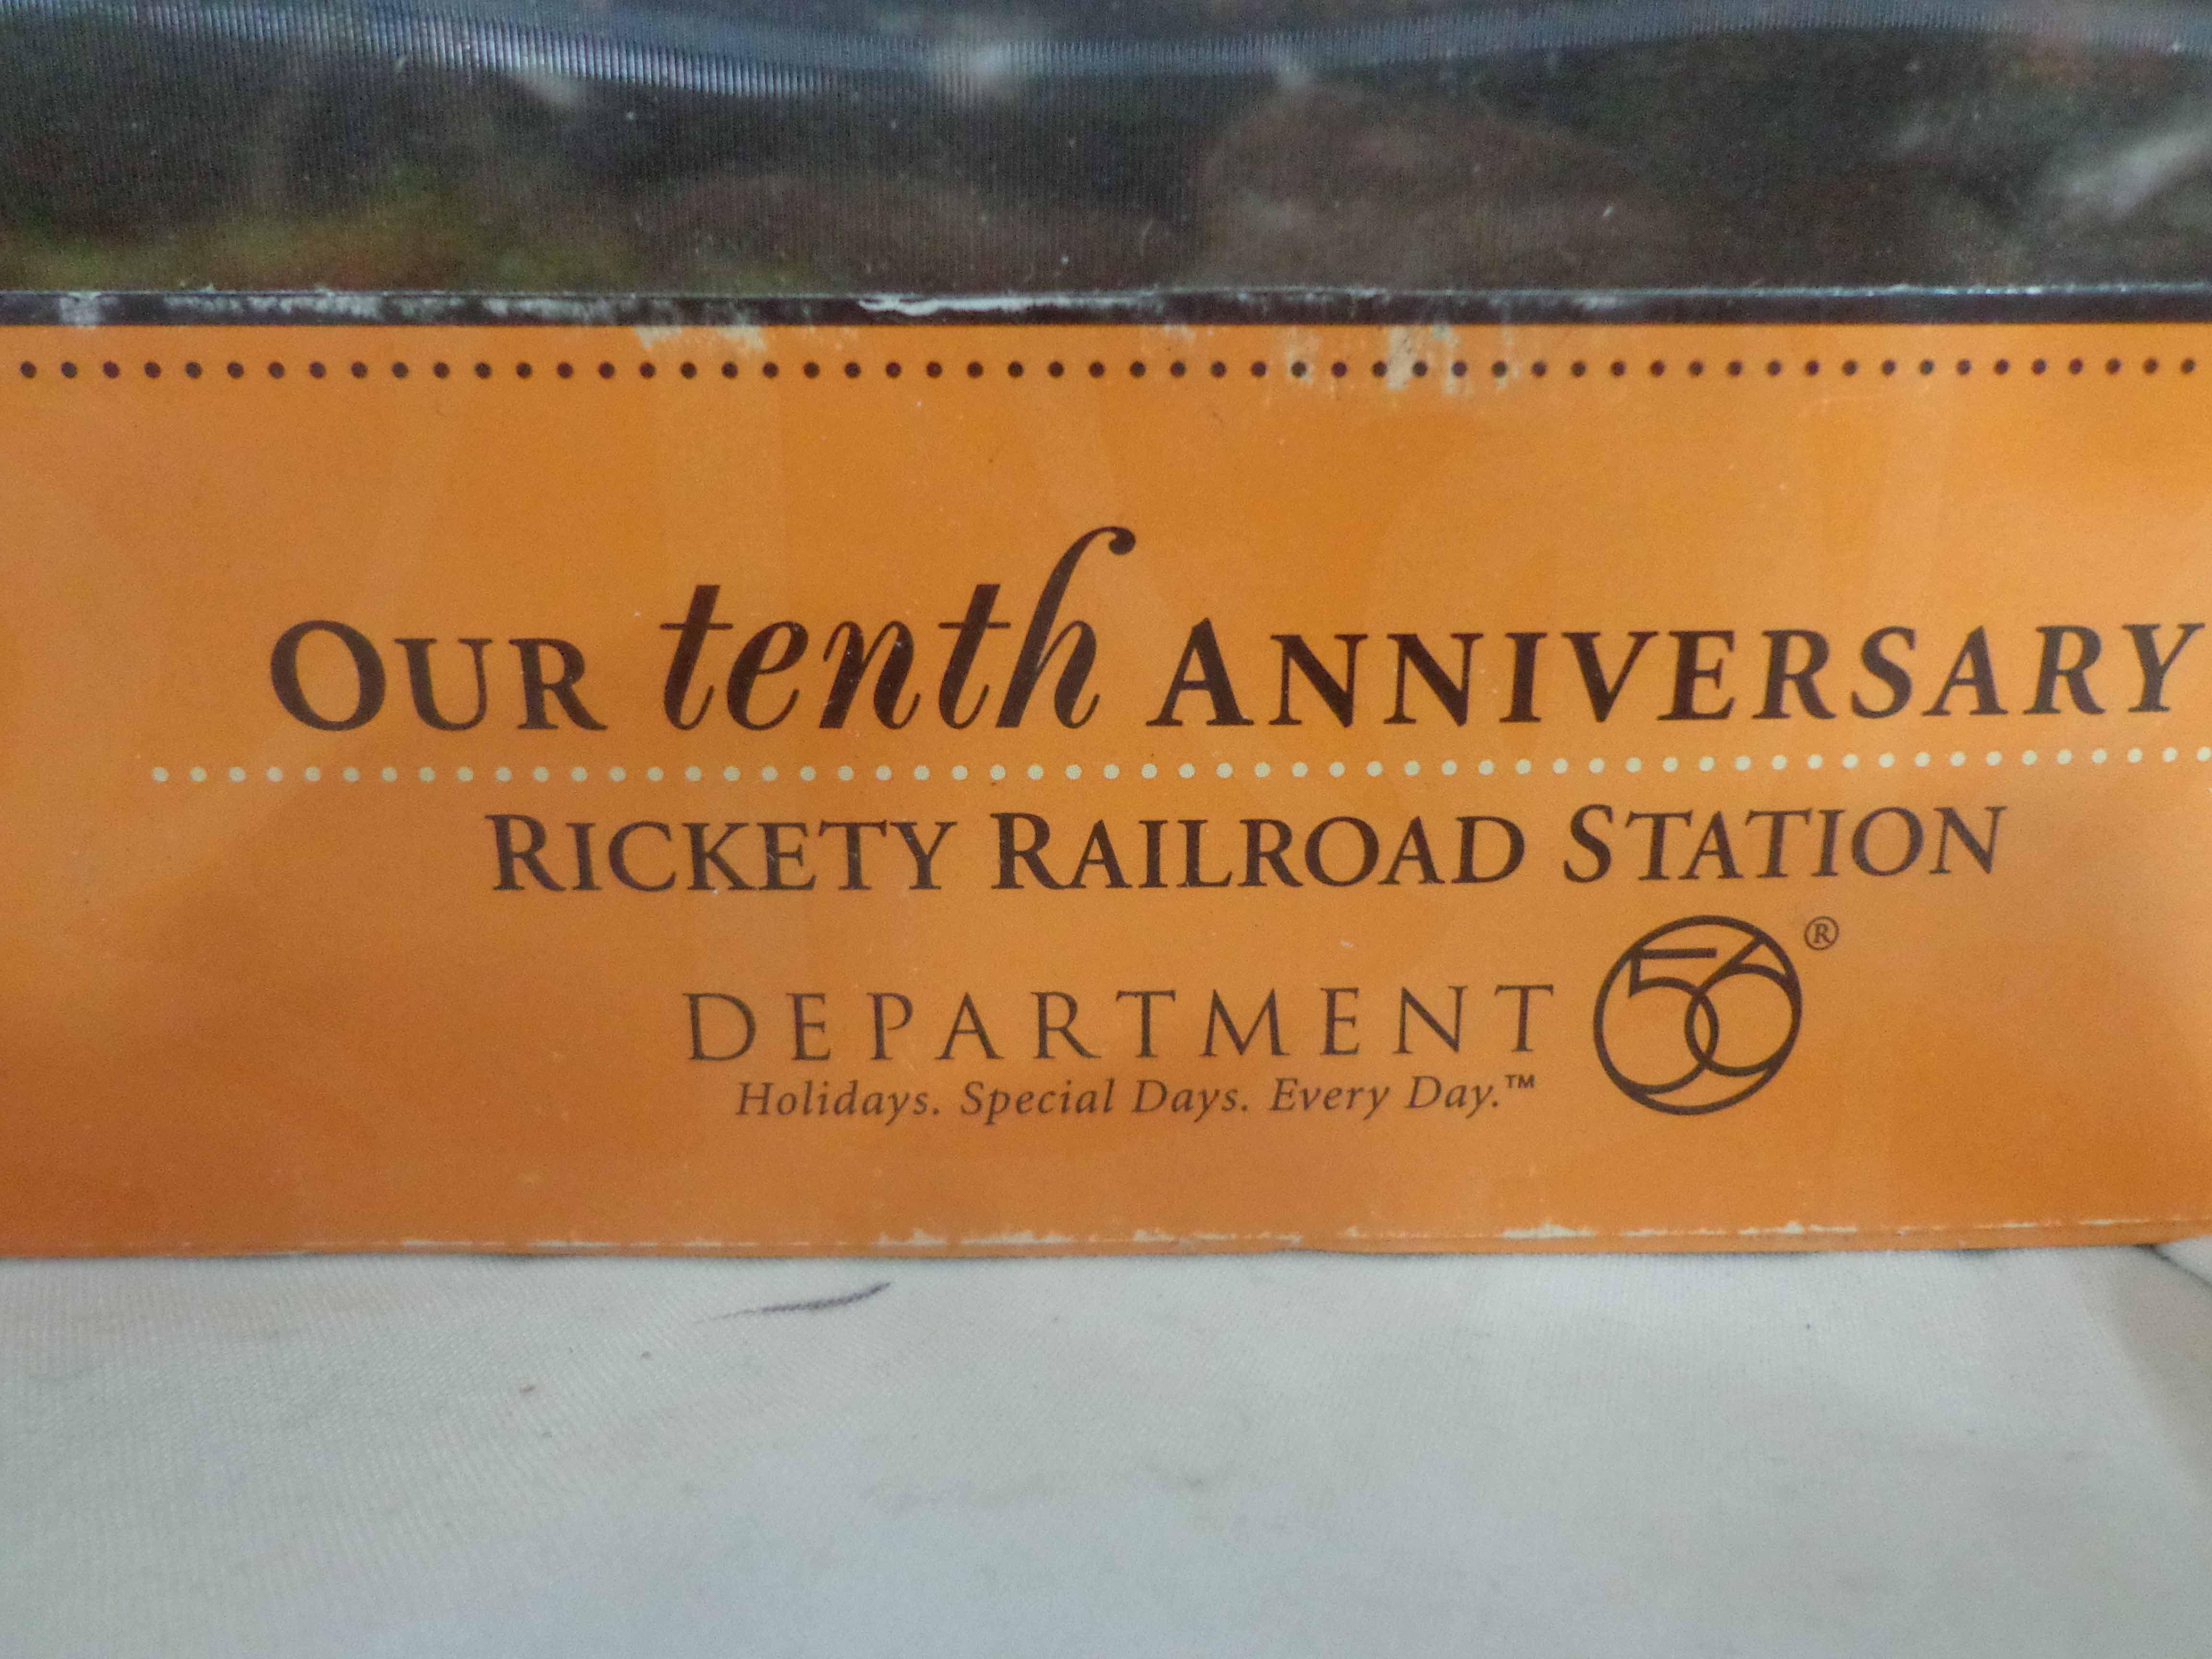 OUR tenth ANNIVERSARY
RICKETY RAILROAD STATION
DEPARTMENT 56®
Holidays. Special Days. Every Day.™